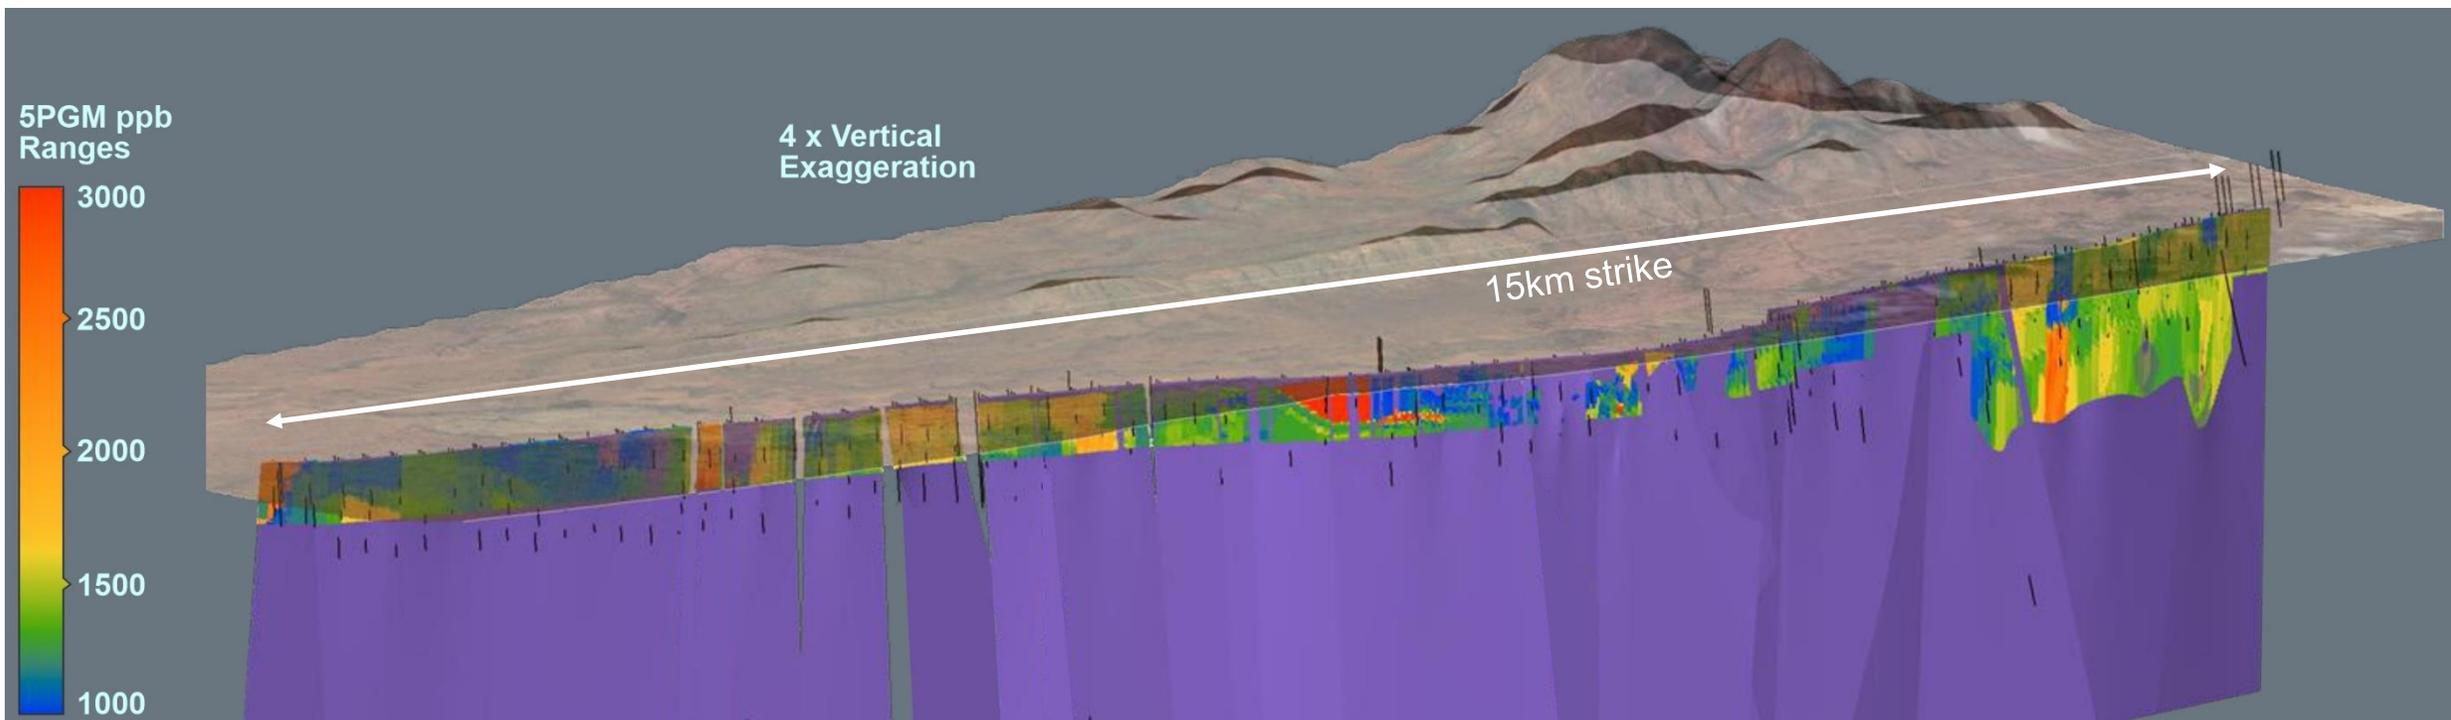 5PGM ppb
Ranges
3000
2500
2000
1500
1000
4 x Vertical
Exaggeration
15km strike